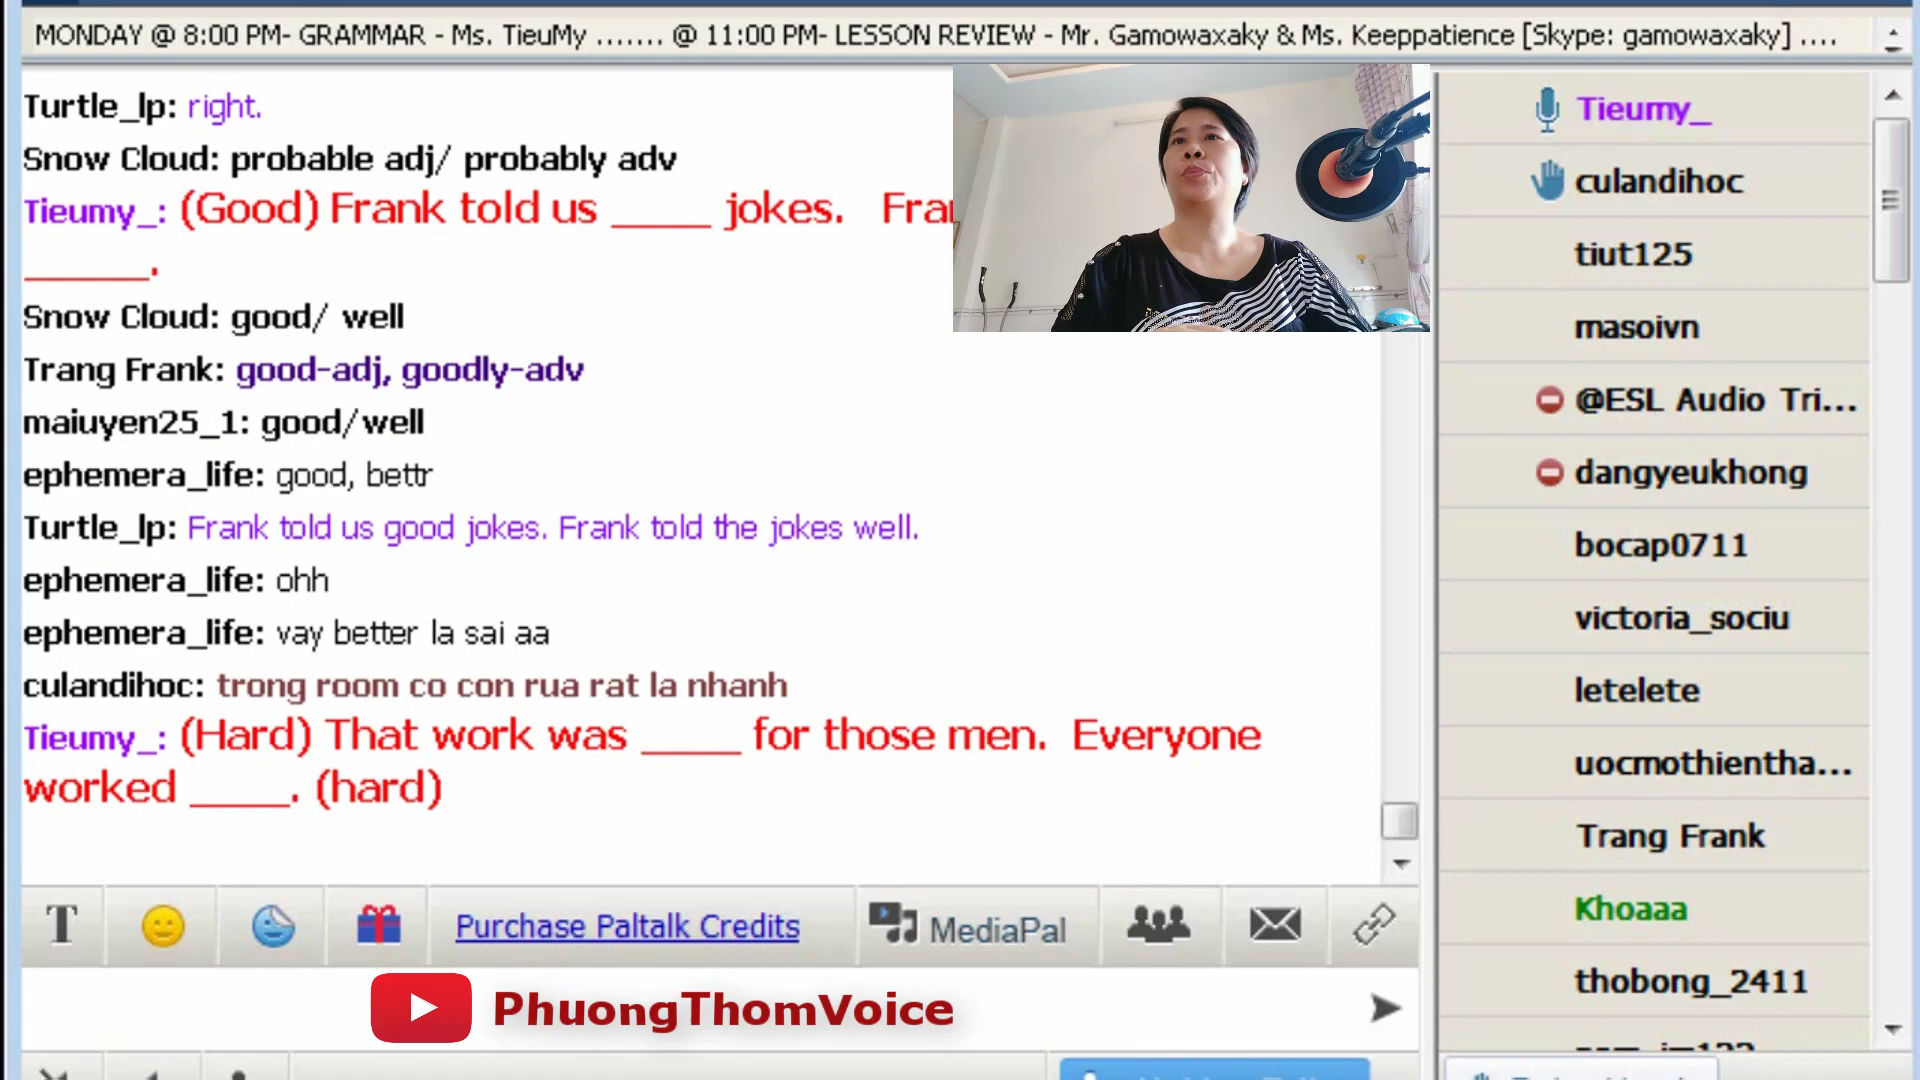 MONDAY @ 8:00 PM- GRAMMAR - Ms. TieuMy ....... @ 11:00 PM- LESSON REVIEW - Mr. Gamowaxaky & Ms. Keeppatience [Skype: gamowaxaky] ....
Turtle_lp: right.
Snow Cloud: probable adj/ probably adv
Tieumy_: (Good) Frank told us ____ jokes.
_____.
Snow Cloud: good/ well
Trang Frank: good-adj, goodly-adv
maiuyen25_1: good/well
ephemera_life: good, bettr
Turtle_lp: Frank told us good jokes. Frank told the jokes well.
ephemera_life: ohh
ephemera_life: vay better la sai aa
culandihoc: trong room co con rua rat la nhanh
Tieumy_: (Hard) That work was ____ for those men. Everyone
worked ____. (hard)
T
Purchase Paltalk Credits
MediaPal
PhuongThomVoice
Tieumy_
culandihoc
tiut125
masoivn
@ESL Audio Tri...
dangyeukhong
bocap0711
victoria_sociu
letelete
uocmothientha...
Trang Frank
Khoaaa
thobong_2411